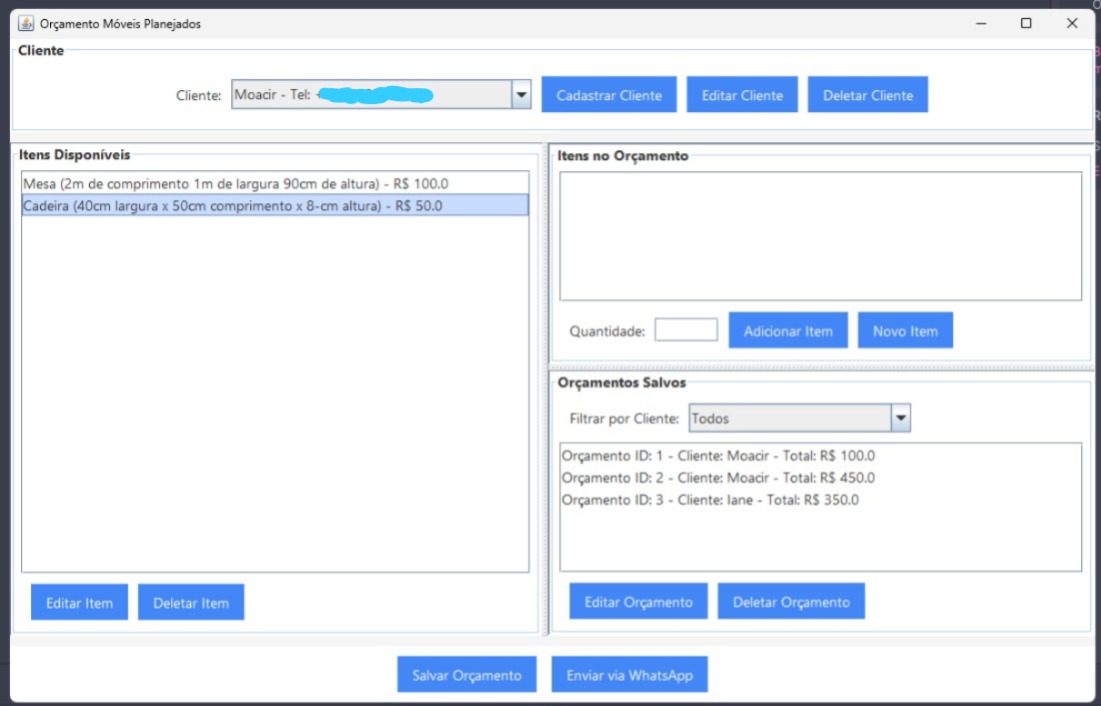 Orçamento Móveis Planejados
Cliente
Cliente: Moacir - Tel: +
Cadastrar Cliente
Editar Cliente
Deletar Cliente
Itens Disponíveis
Mesa (2m de comprimento 1m de largura 90cm de altura) - R$ 100.0
Cadeira (40cm largura x 50cm comprimento x 8-cm altura) - R$ 50.0
Editar Item
Deletar Item
Itens no Orçamento
Quantidade:
Adicionar Item
Novo Item
Orçamentos Salvos
Filtrar por Cliente: Todos
Orçamento ID: 1 - Cliente: Moacir - Total: R$ 100.0
Orçamento ID: 2 - Cliente: Moacir - Total: R$ 450.0
Orçamento ID: 3 - Cliente: Iane - Total: R$ 350.0
Editar Orçamento
Deletar Orçamento
Salvar Orçamento
Enviar via WhatsApp